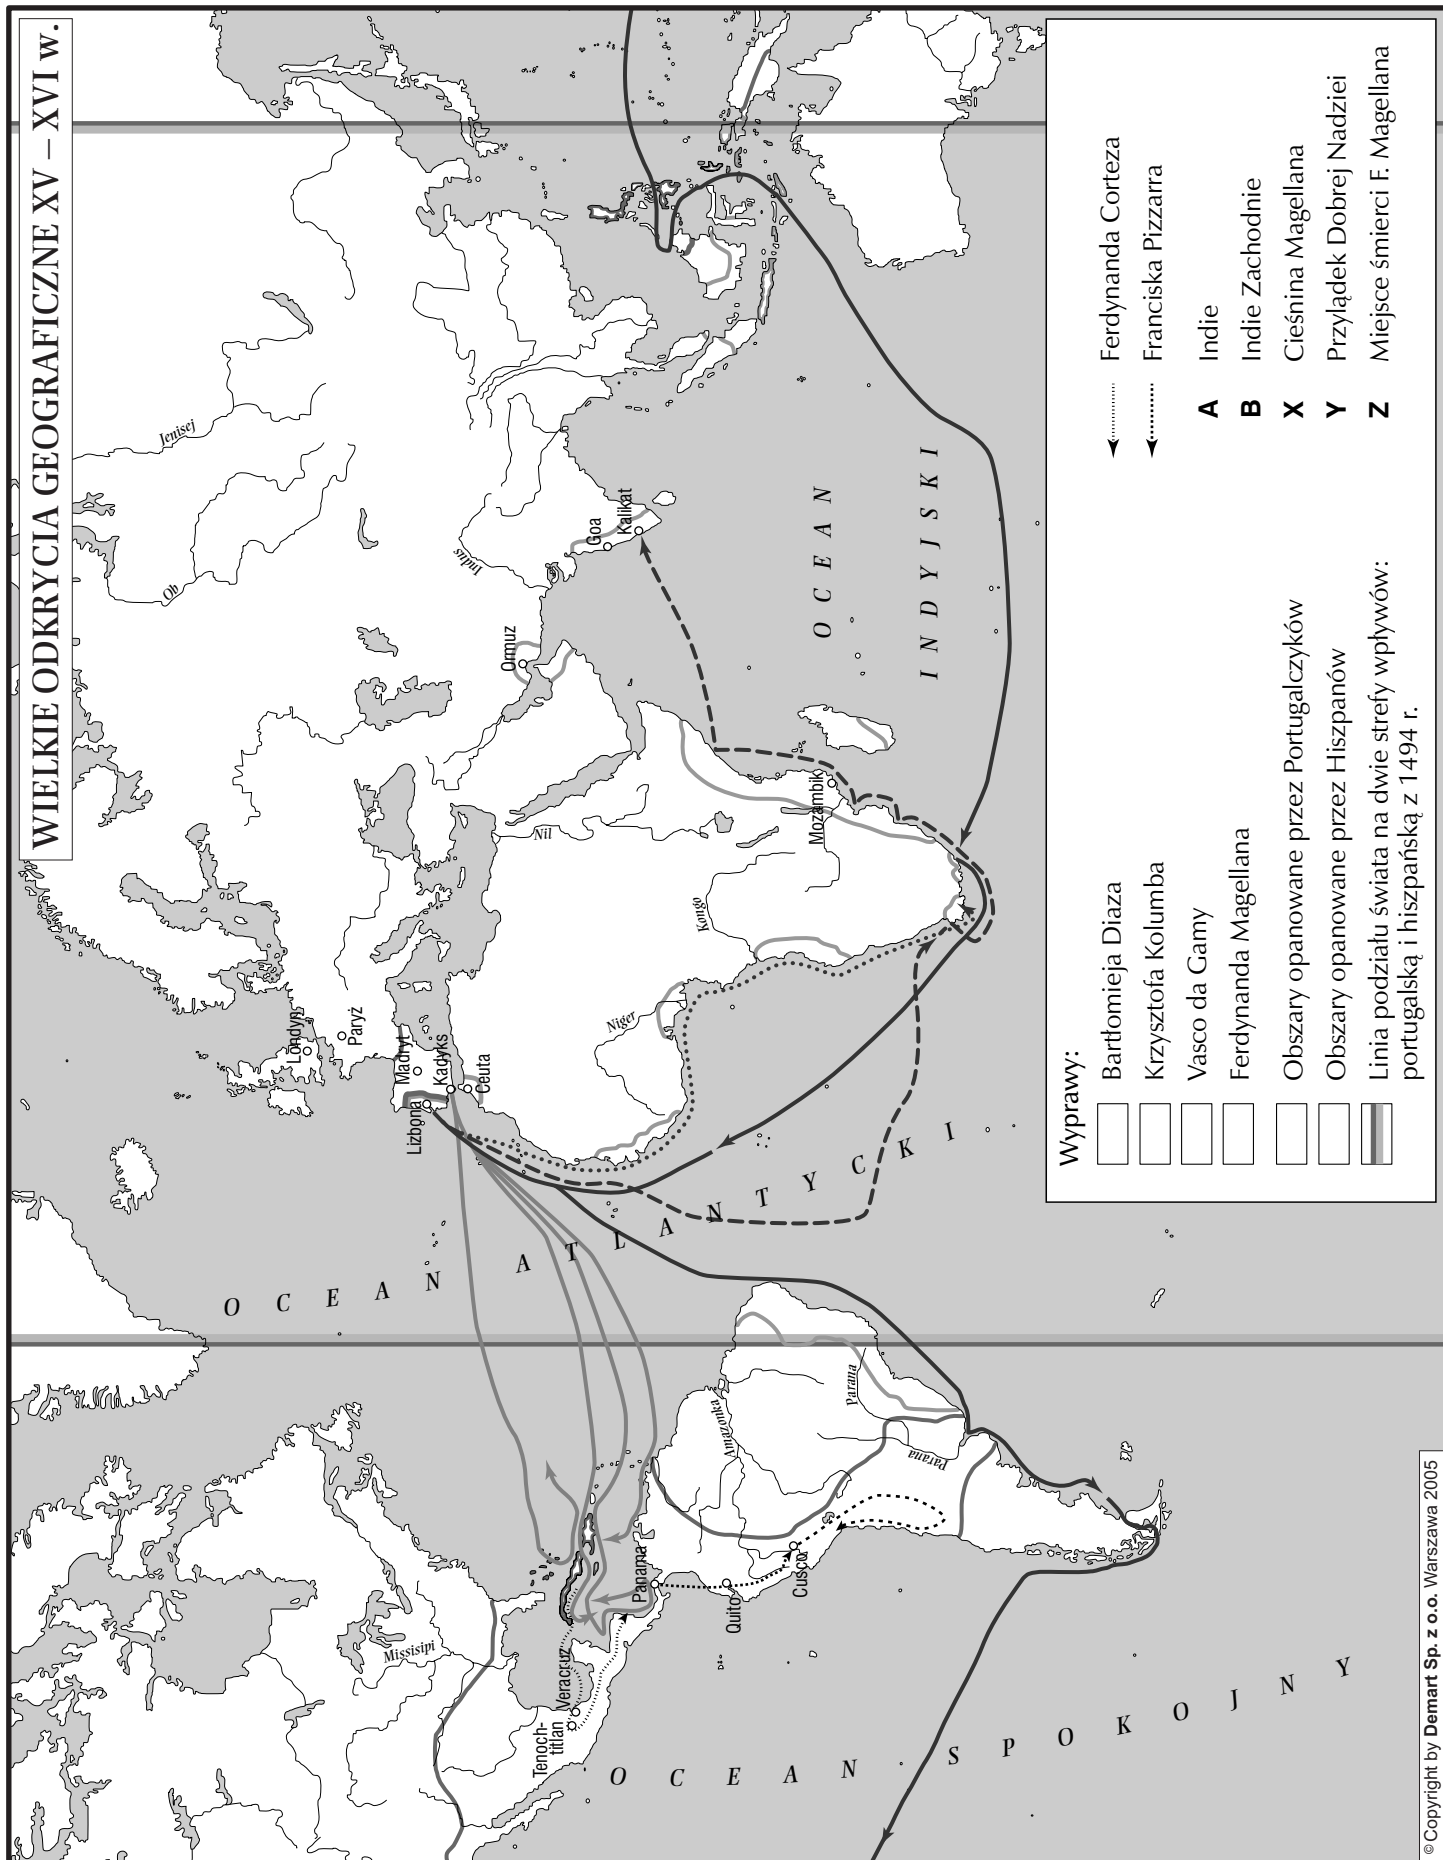 WIELKIE ODKRYCIA GEOGRAFICZNE XV – XVI w.
Jenisej
Ob
Indus
Ormuz
Goa
Kalikat
Londyn
Paryż
Madryt
Lizbona
Kadyks
Ceuta
Nil
Niger
Kongo
Mozambik
OCEAN
INDYJSKI
OCEAN ATLANTYCKI
Missisipi
Tenoch-
titlan
Veracruz
Panama
Quito
Cusco
Amazonka
Parana
Parana
OCEAN SPOKOJNY
Wyprawy:
Bartłomieja Diaza
Krzysztofa Kolumba
Vasco da Gamy
Ferdynanda Magellana
Obszary opanowane przez Portugalczyków
Obszary opanowane przez Hiszpanów
Linia podziału świata na dwie strefy wpływów:
portugalską i hiszpańską z 1494 r.
Ferdynanda Corteza
Franciska Pizzarra
A Indie
B Indie Zachodnie
X Cieśnina Magellana
Y Przylądek Dobrej Nadziei
Z Miejsce śmierci F. Magellana
© Copyright by Demart Sp. z o.o. Warszawa 2005